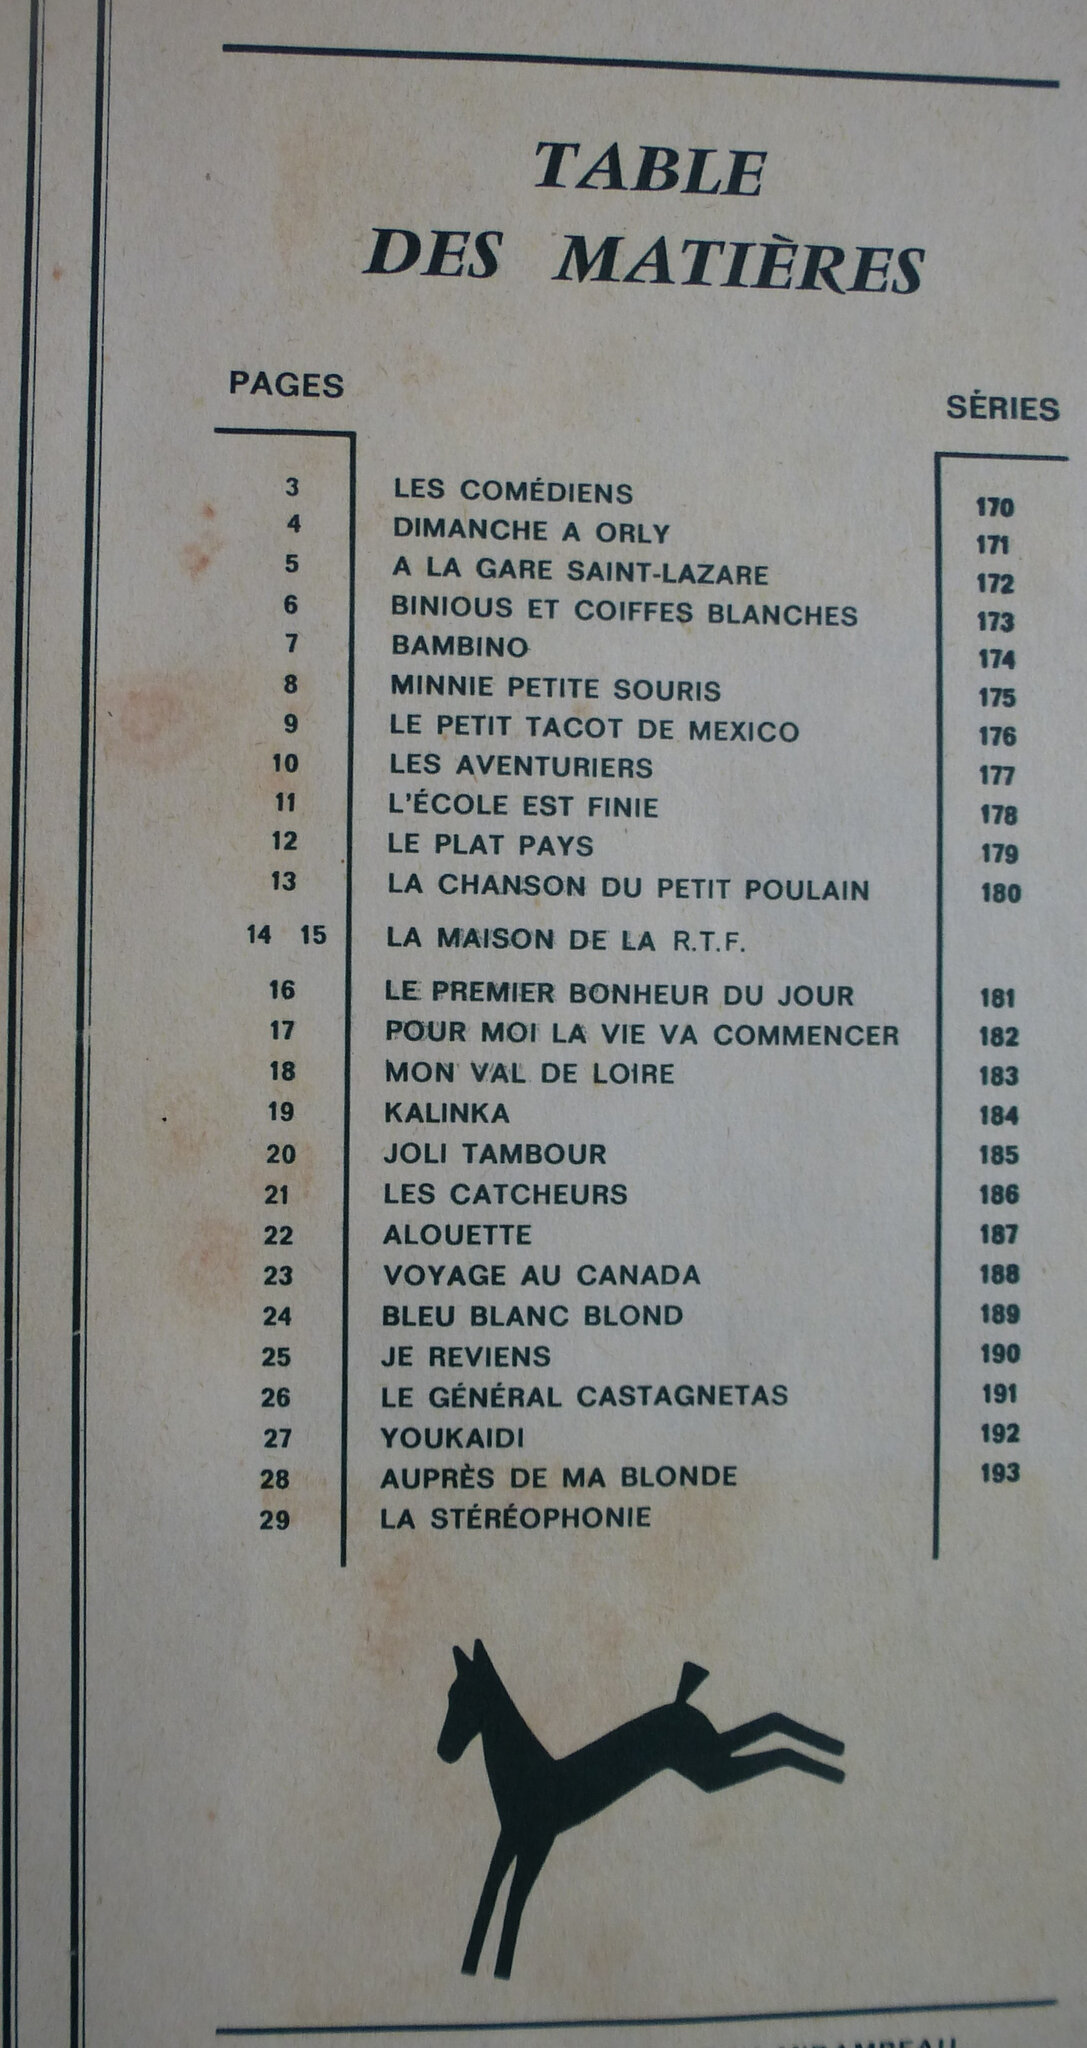 TABLE
DES MATIÈRES
PAGES SÉRIES
3 LES COMÉDIENS 170
4 DIMANCHE A ORLY 171
5 A LA GARE SAINT-LAZARE 172
6 BINIOUS ET COIFFES BLANCHES 173
7 BAMBINO 174
8 MINNIE PETITE SOURIS 175
9 LE PETIT TACOT DE MEXICO 176
10 LES AVENTURIERS 177
11 L'ÉCOLE EST FINIE 178
12 LE PLAT PAYS 179
13 LA CHANSON DU PETIT POULAIN 180
14 15 LA MAISON DE LA R.T.F.
16 LE PREMIER BONHEUR DU JOUR 181
17 POUR MOI LA VIE VA COMMENCER 182
18 MON VAL DE LOIRE 183
19 KALINKA 184
20 JOLI TAMBOUR 185
21 LES CATCHEURS 186
22 ALOUETTE 187
23 VOYAGE AU CANADA 188
24 BLEU BLANC BLOND 189
25 JE REVIENS 190
26 LE GÉNÉRAL CASTAGNETAS 191
27 YOUKAIDI 192
28 AUPRÈS DE MA BLONDE 193
29 LA STÉRÉOPHONIE